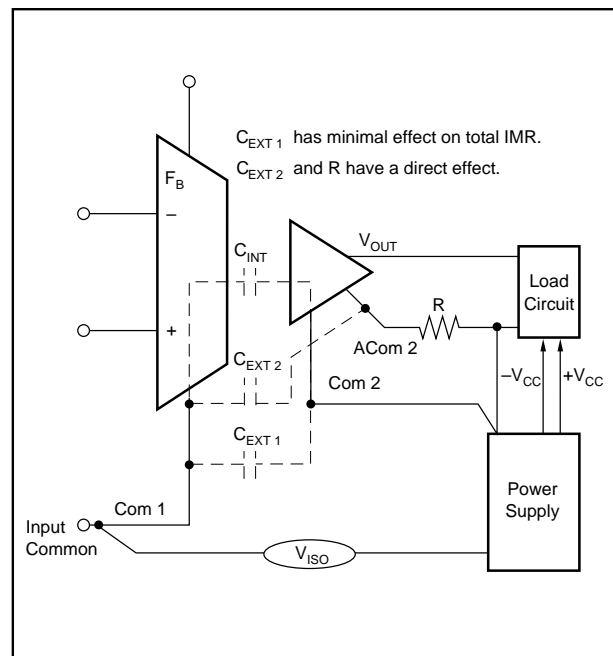 C_EXT 1 has minimal effect on total IMR.
C_EXT 2 and R have a direct effect.
F_B
–
+
C_INT
V_OUT
Load
Circuit
R
ACom 2
C_EXT 2
Com 2
–V_CC
+V_CC
C_EXT 1
Com 1
Power
Supply
Input
Common
V_ISO